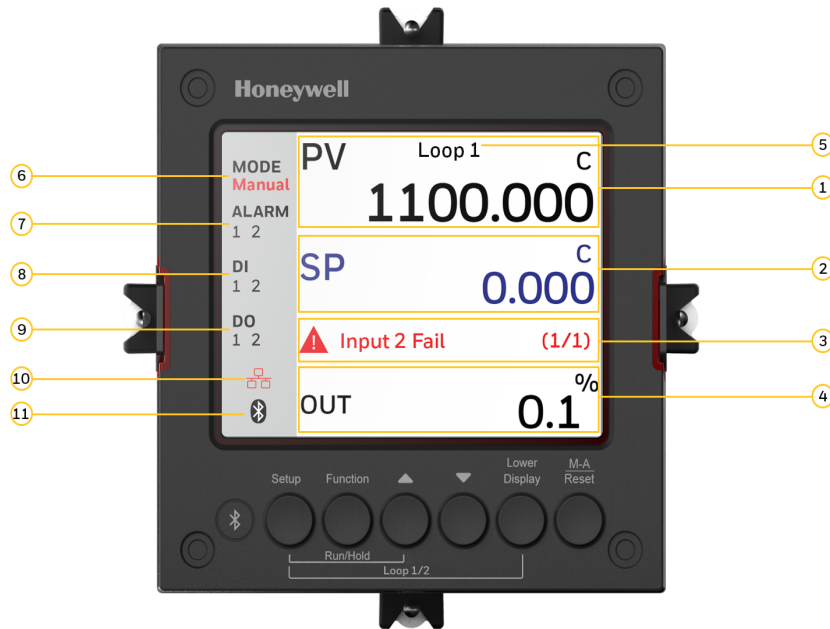 Honeywell
PV
Loop 1
C
1100.000
MODE
Manual
ALARM
1 2
DI
1 2
DO
1 2
SP
C
0.000
Input 2 Fail
(1/1)
OUT
%
0.1
Setup
Function
Lower
Display
M-A
Reset
Run/Hold
Loop 1/2
6
7
8
9
10
11
5
1
2
3
4